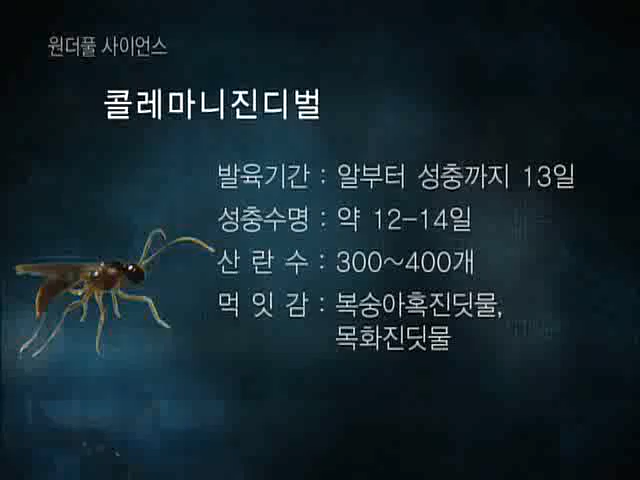 원더풀 사이언스
콜레마니진디벌
발육기간 : 알부터 성충까지 13일
성충수명 : 약 12-14일
산 란 수 : 300~400개
먹 잇 감 : 복숭아혹진딧물,
목화진딧물